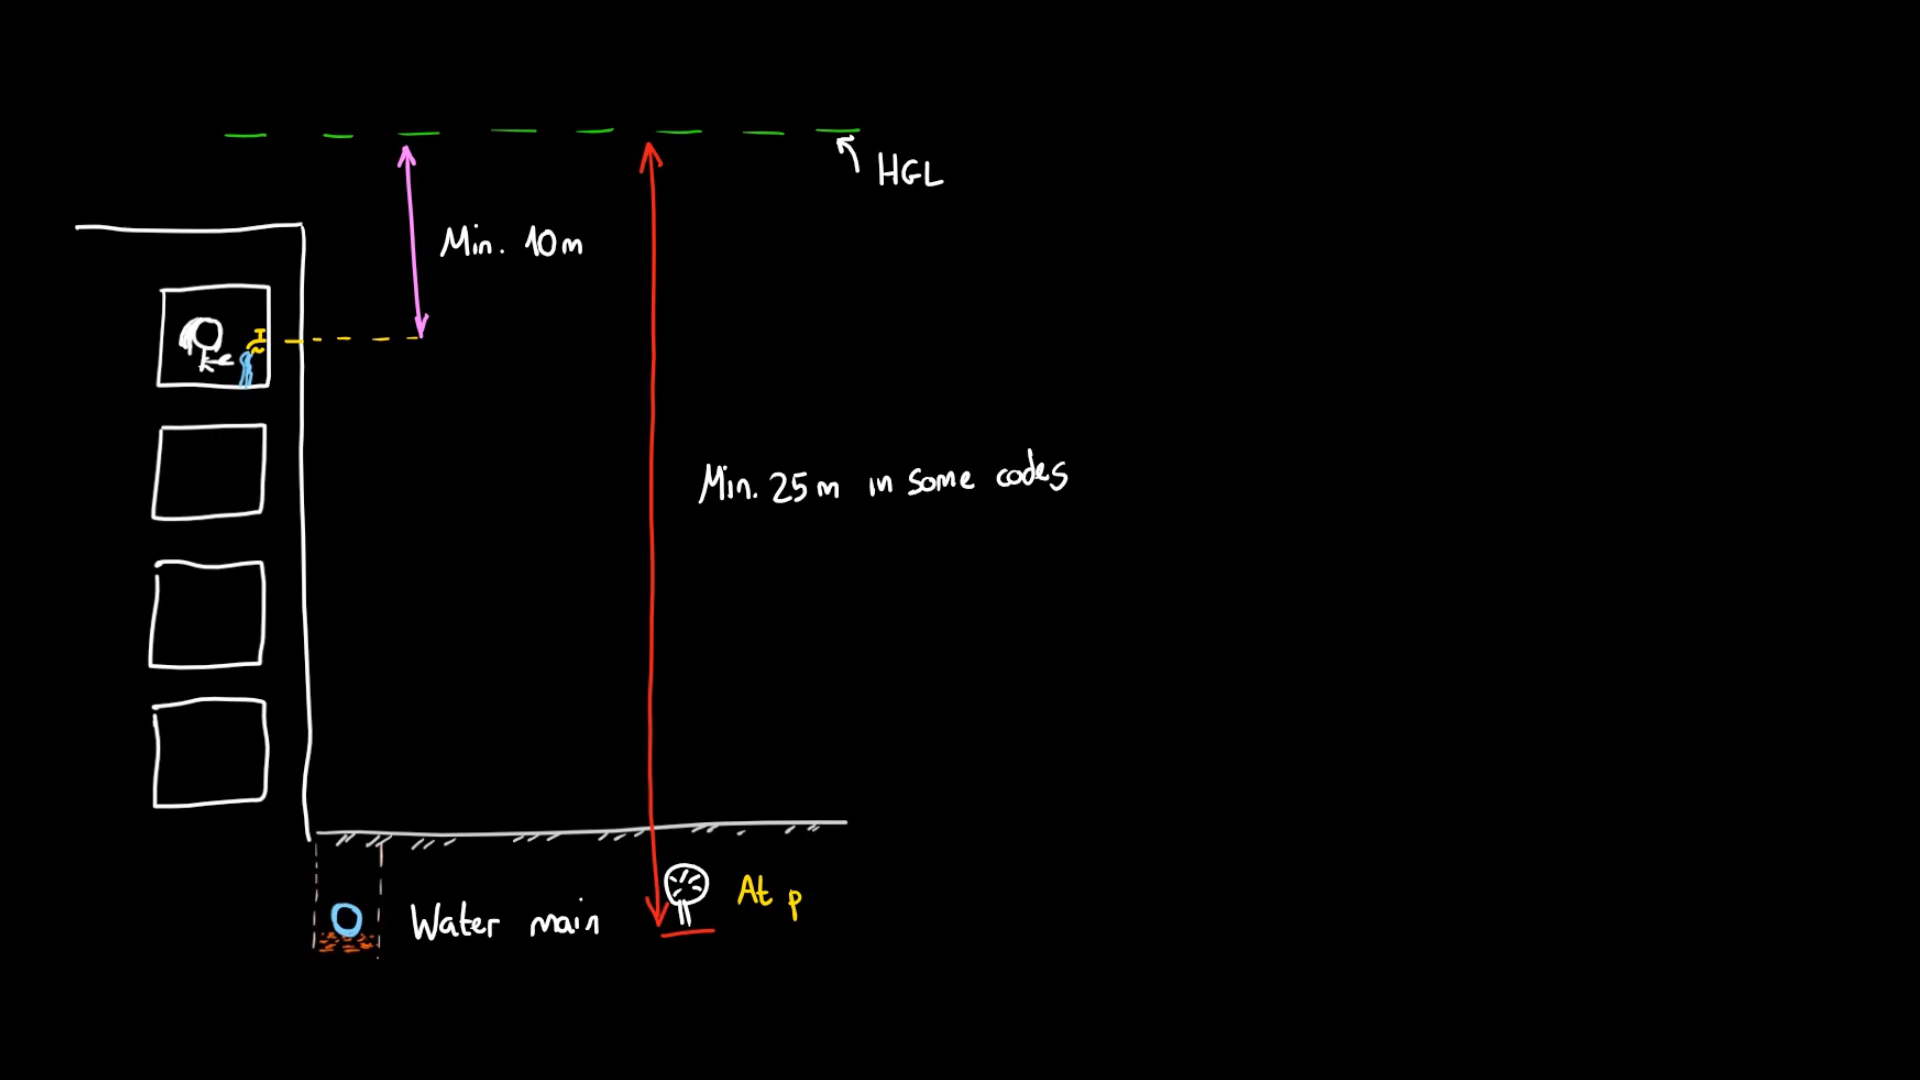 HGL
Min. 10m
Min. 25m in some codes
At p
Water main